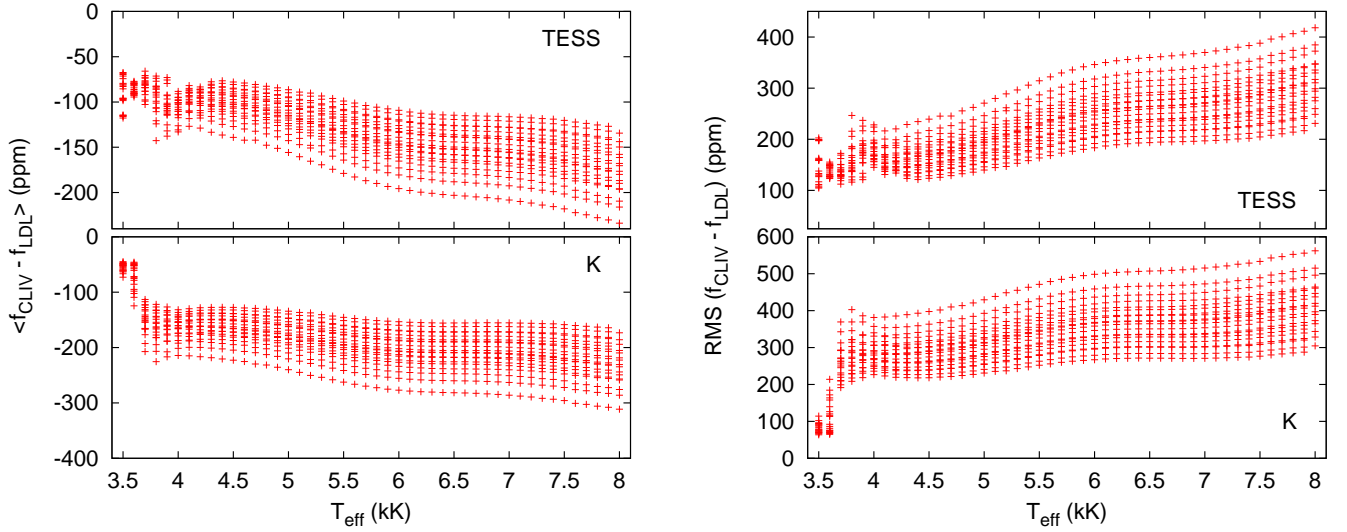 0
-50
-100
-150
-200
TESS
0
-100
-200
-300
-400
K
3.5 4 4.5 5 5.5 6 6.5 7 7.5 8
T_eff (kK)
<f_CLIV - f_LDL> (ppm)
400
300
200
100
TESS
600
500
400
300
200
100
0
K
3.5 4 4.5 5 5.5 6 6.5 7 7.5 8
T_eff (kK)
RMS (f_CLIV - f_LDL) (ppm)